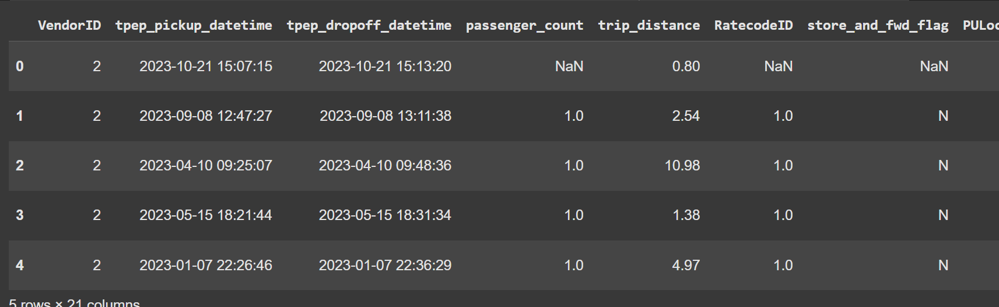 VendorID tpep_pickup_datetime tpep_dropoff_datetime passenger_count trip_distance RatecodeID store_and_fwd_flag PULoc
0 2 2023-10-21 15:07:15 2023-10-21 15:13:20 NaN 0.80 NaN NaN
1 2 2023-09-08 12:47:27 2023-09-08 13:11:38 1.0 2.54 1.0 N
2 2 2023-04-10 09:25:07 2023-04-10 09:48:36 1.0 10.98 1.0 N
3 2 2023-05-15 18:21:44 2023-05-15 18:31:34 1.0 1.38 1.0 N
4 2 2023-01-07 22:26:46 2023-01-07 22:36:29 1.0 4.97 1.0 N
5 rows × 21 columns